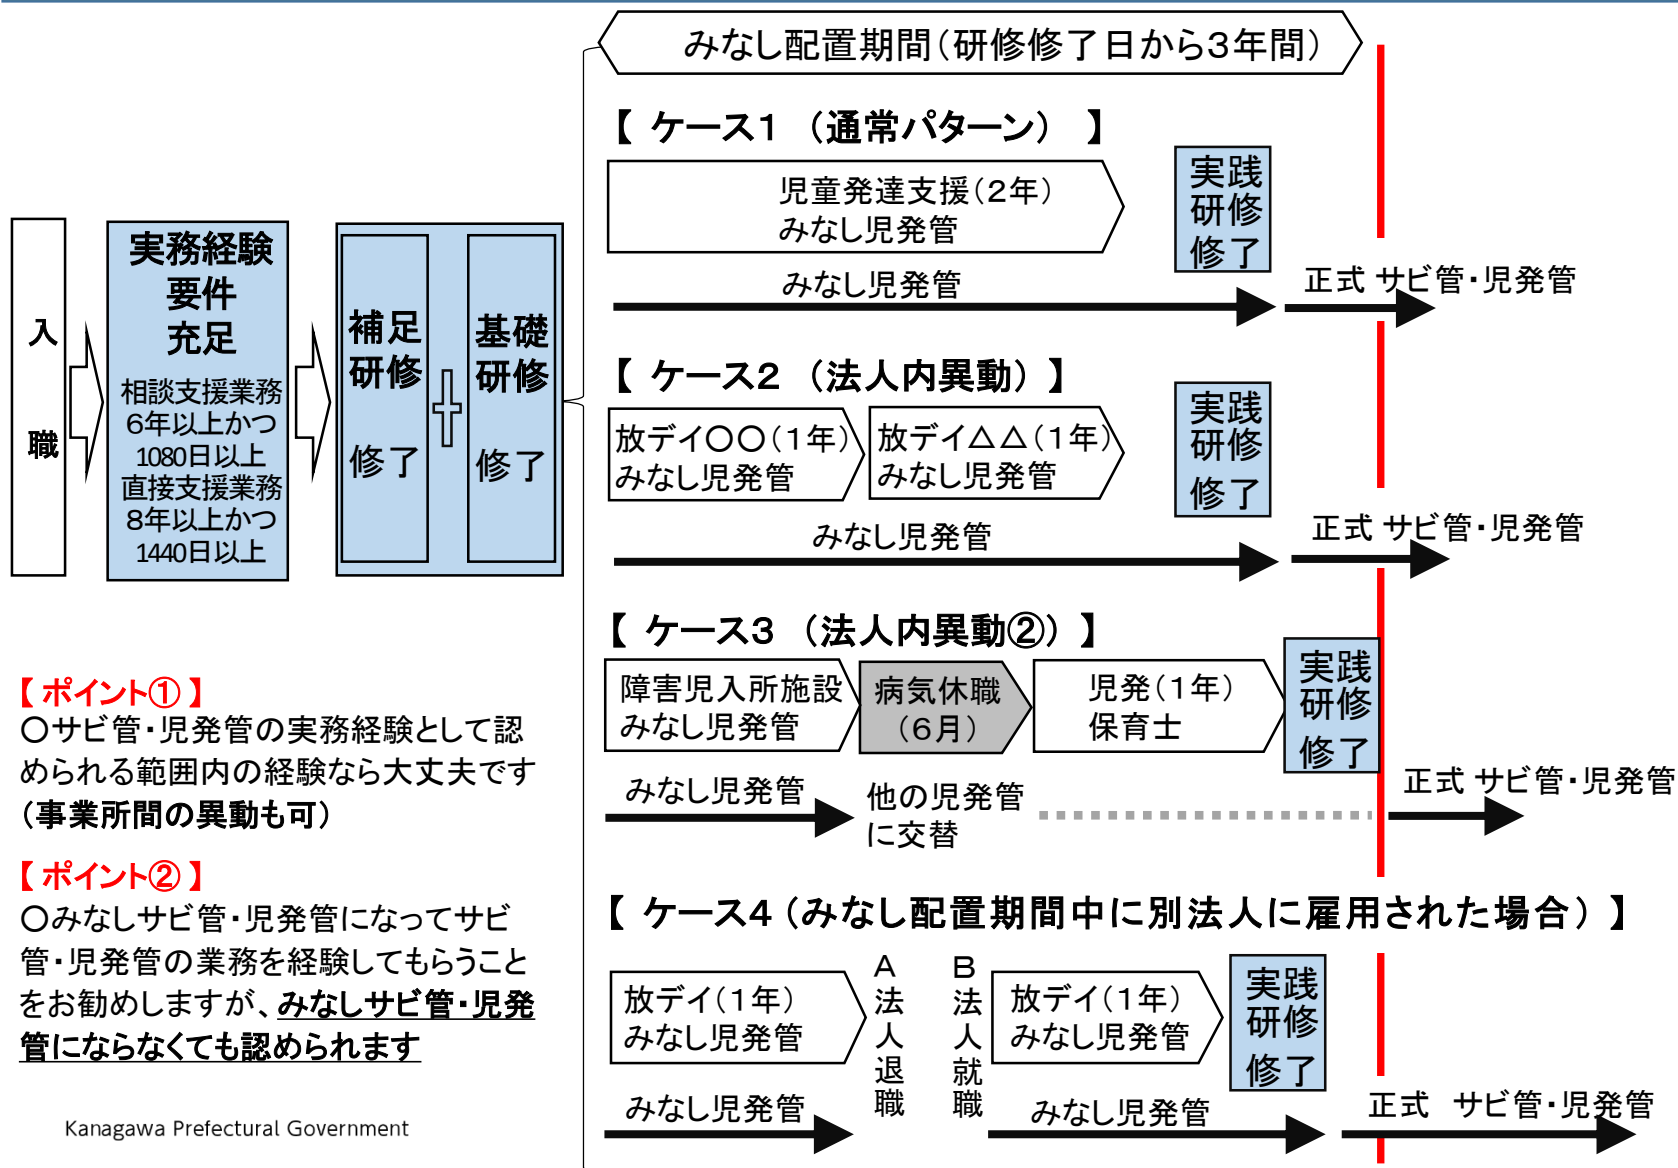 みなし配置期間(研修修了日から3年間)
入
職
実務経験
要件
充足
相談支援業務
6年以上かつ
1080日以上
直接支援業務
8年以上かつ
1440日以上
補足
研修
修了
基礎
研修
修了
【 ケース1 (通常パターン) 】
児童発達支援(2年)
みなし児発管
実践
研修
修了
みなし児発管
正式 サビ管・児発管
【 ケース2 (法人内異動) 】
放デイ〇〇(1年)
みなし児発管
放デイ△△(1年)
みなし児発管
実践
研修
修了
みなし児発管
正式 サビ管・児発管
【 ケース3 (法人内異動②) 】
障害児入所施設
みなし児発管
病気休職
(6月)
児発(1年)
保育士
実践
研修
修了
みなし児発管
他の児発管
に交替
正式 サビ管・児発管
【 ケース4 (みなし配置期間中に別法人に雇用された場合) 】
放デイ(1年)
みなし児発管
A法人退職
B法人就職
放デイ(1年)
みなし児発管
実践
研修
修了
みなし児発管
みなし児発管
正式 サビ管・児発管
【ポイント①】
〇サビ管・児発管の実務経験として認
められる範囲内の経験なら大丈夫です
(事業所間の異動も可)
【ポイント②】
〇みなしサビ管・児発管になってサビ
管・児発管の業務を経験してもらうこと
をお勧めしますが、みなしサビ管・児発
管にならなくても認められます
Kanagawa Prefectural Government